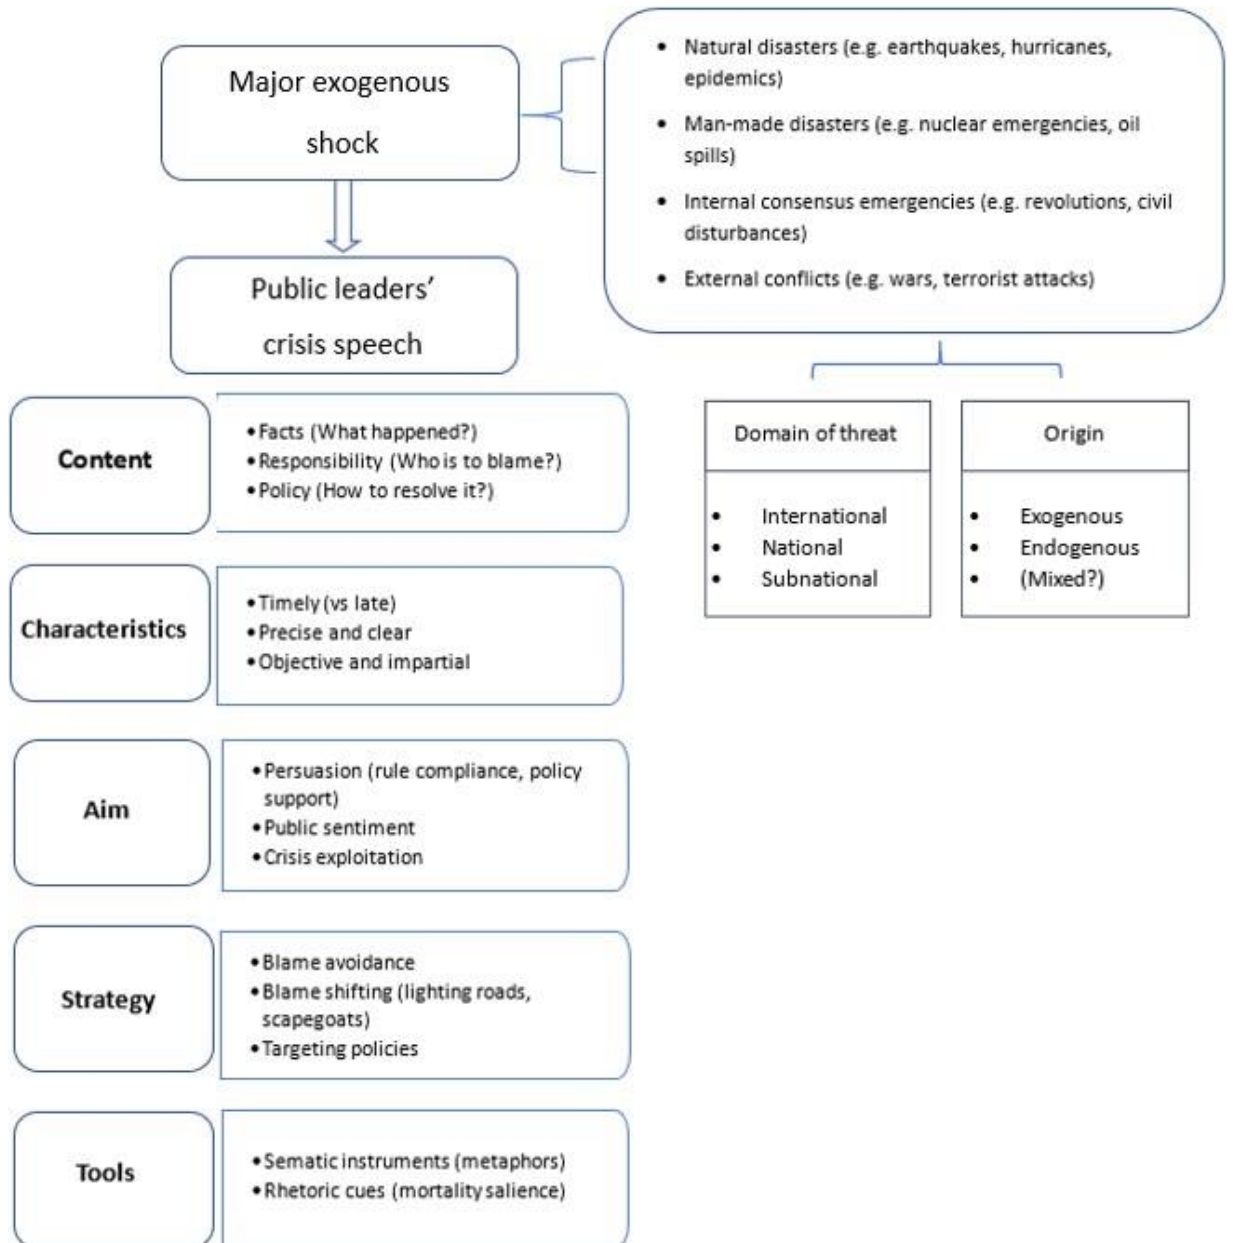 Major exogenous
shock
• Natural disasters (e.g. earthquakes, hurricanes,
epidemics)
• Man-made disasters (e.g. nuclear emergencies, oil
spills)
• Internal consensus emergencies (e.g. revolutions, civil
disturbances)
• External conflicts (e.g. wars, terrorist attacks)
Public leaders’
crisis speech
Domain of threat
• International
• National
• Subnational
Origin
• Exogenous
• Endogenous
• (Mixed?)
Content
• Facts (What happened?)
• Responsibility (Who is to blame?)
• Policy (How to resolve it?)
Characteristics
• Timely (vs late)
• Precise and clear
• Objective and impartial
Aim
• Persuasion (rule compliance, policy
support)
• Public sentiment
• Crisis exploitation
Strategy
• Blame avoidance
• Blame shifting (lighting roads,
scapegoats)
• Targeting policies
Tools
• Sematic instruments (metaphors)
• Rhetoric cues (mortality salience)